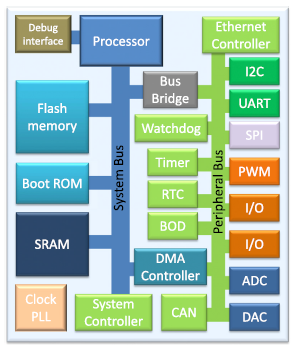 Debug
interface
Processor
Ethernet
Controller
Flash
memory
Bus
Bridge
I2C
UART
Watchdog
SPI
Timer
PWM
Boot ROM
System Bus
Peripheral Bus
RTC
I/O
BOD
SRAM
I/O
DMA
Controller
ADC
Clock
PLL
System
Controller
CAN
DAC